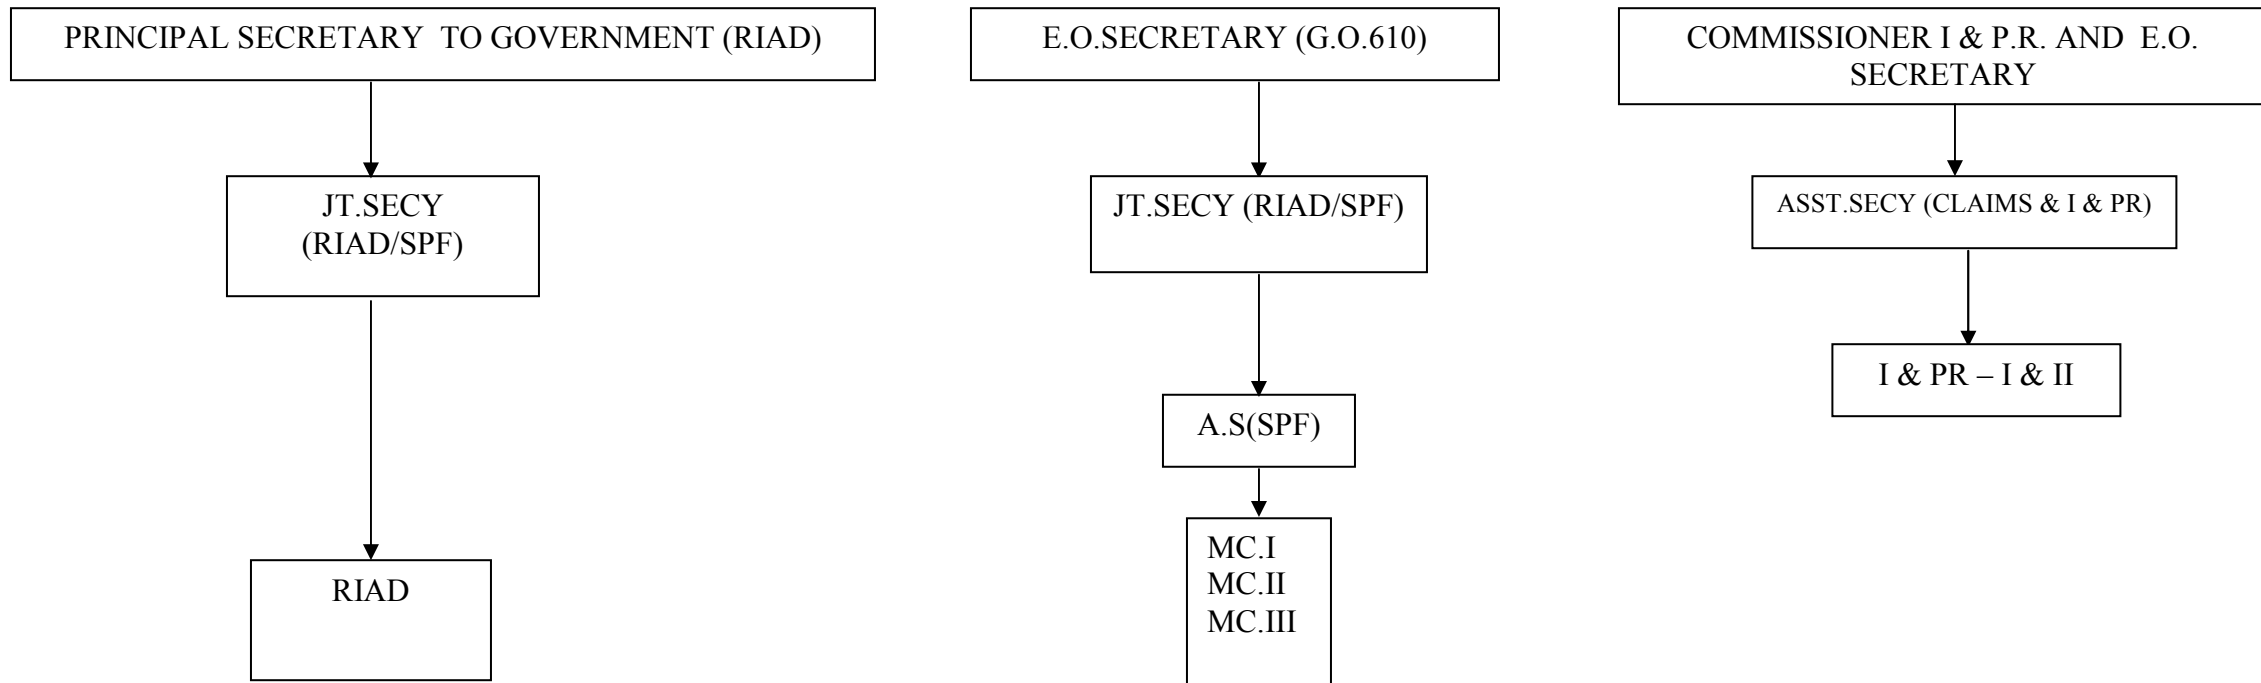 PRINCIPAL SECRETARY TO GOVERNMENT (RIAD)
JT.SECY
(RIAD/SPF)
RIAD
E.O.SECRETARY (G.O.610)
JT.SECY (RIAD/SPF)
A.S(SPF)
MC.I
MC.II
MC.III
COMMISSIONER I & P.R. AND E.O.
SECRETARY
ASST.SECY (CLAIMS & I & PR)
I & PR – I & II